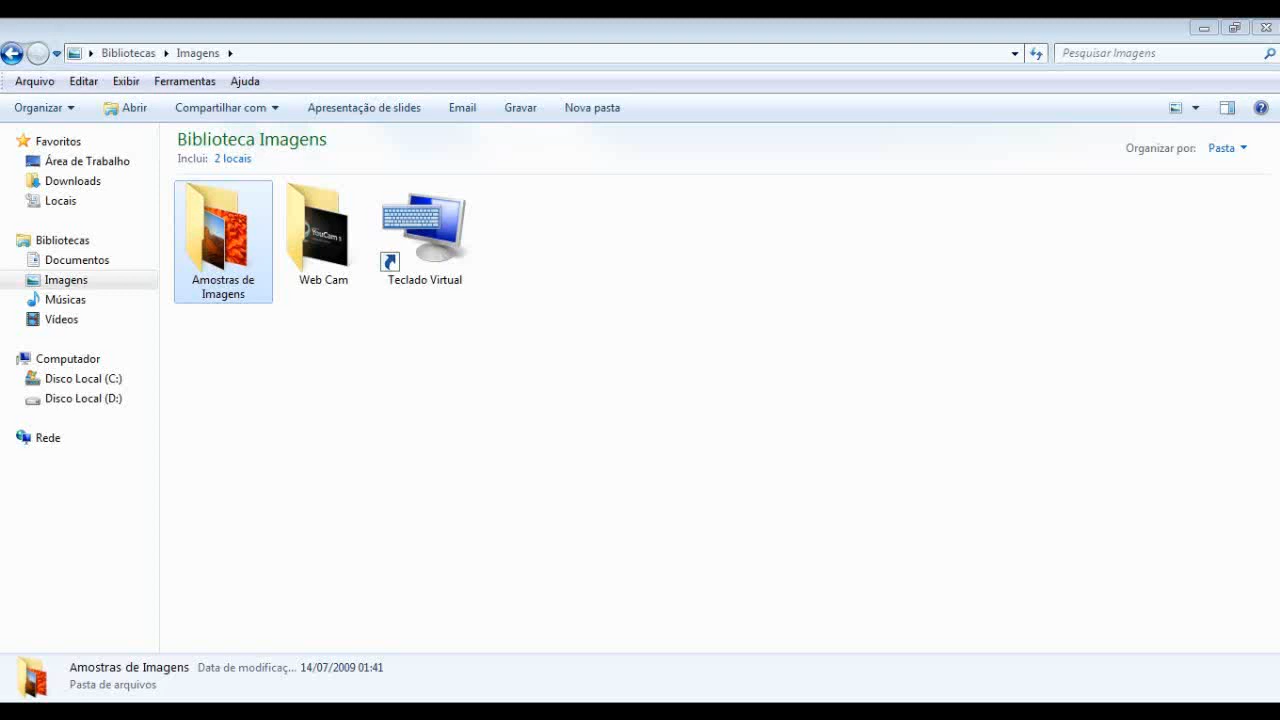 Bibliotecas Imagens
Pesquisar Imagens
Arquivo Editar Exibir Ferramentas Ajuda
Organizar Abrir Compartilhar com Apresentação de slides Email Gravar Nova pasta
Favoritos
Área de Trabalho
Downloads
Locais
Bibliotecas
Documentos
Imagens
Músicas
Vídeos
Computador
Disco Local (C:)
Disco Local (D:)
Rede
Biblioteca Imagens
Inclui: 2 locais
Organizar por: Pasta
YouCam
Amostras de
Imagens
Web Cam
Teclado Virtual
Amostras de Imagens Data de modificaç... 14/07/2009 01:41
Pasta de arquivos